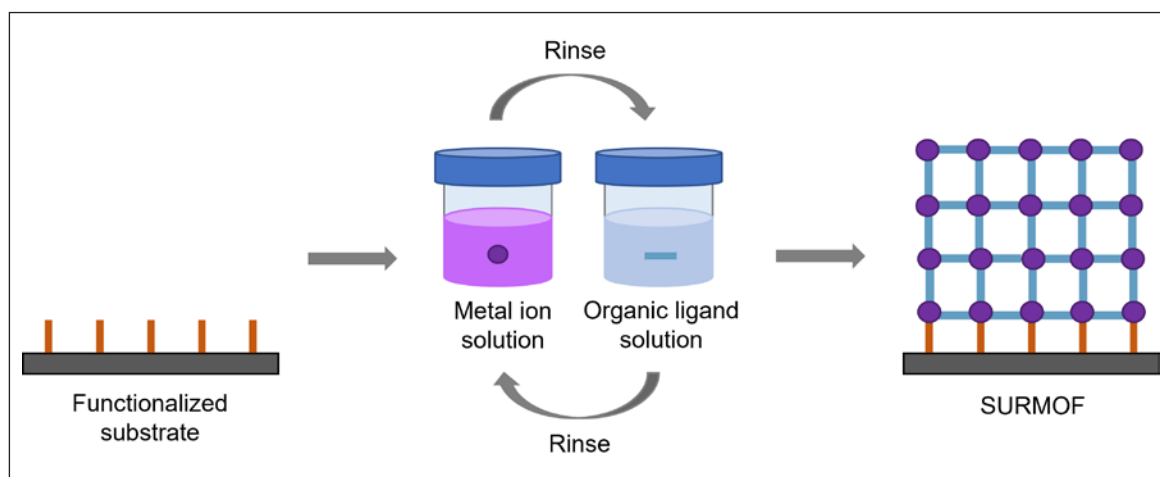 Rinse
Metal ion
solution
Organic ligand
solution
Rinse
Functionalized
substrate
SURMOF